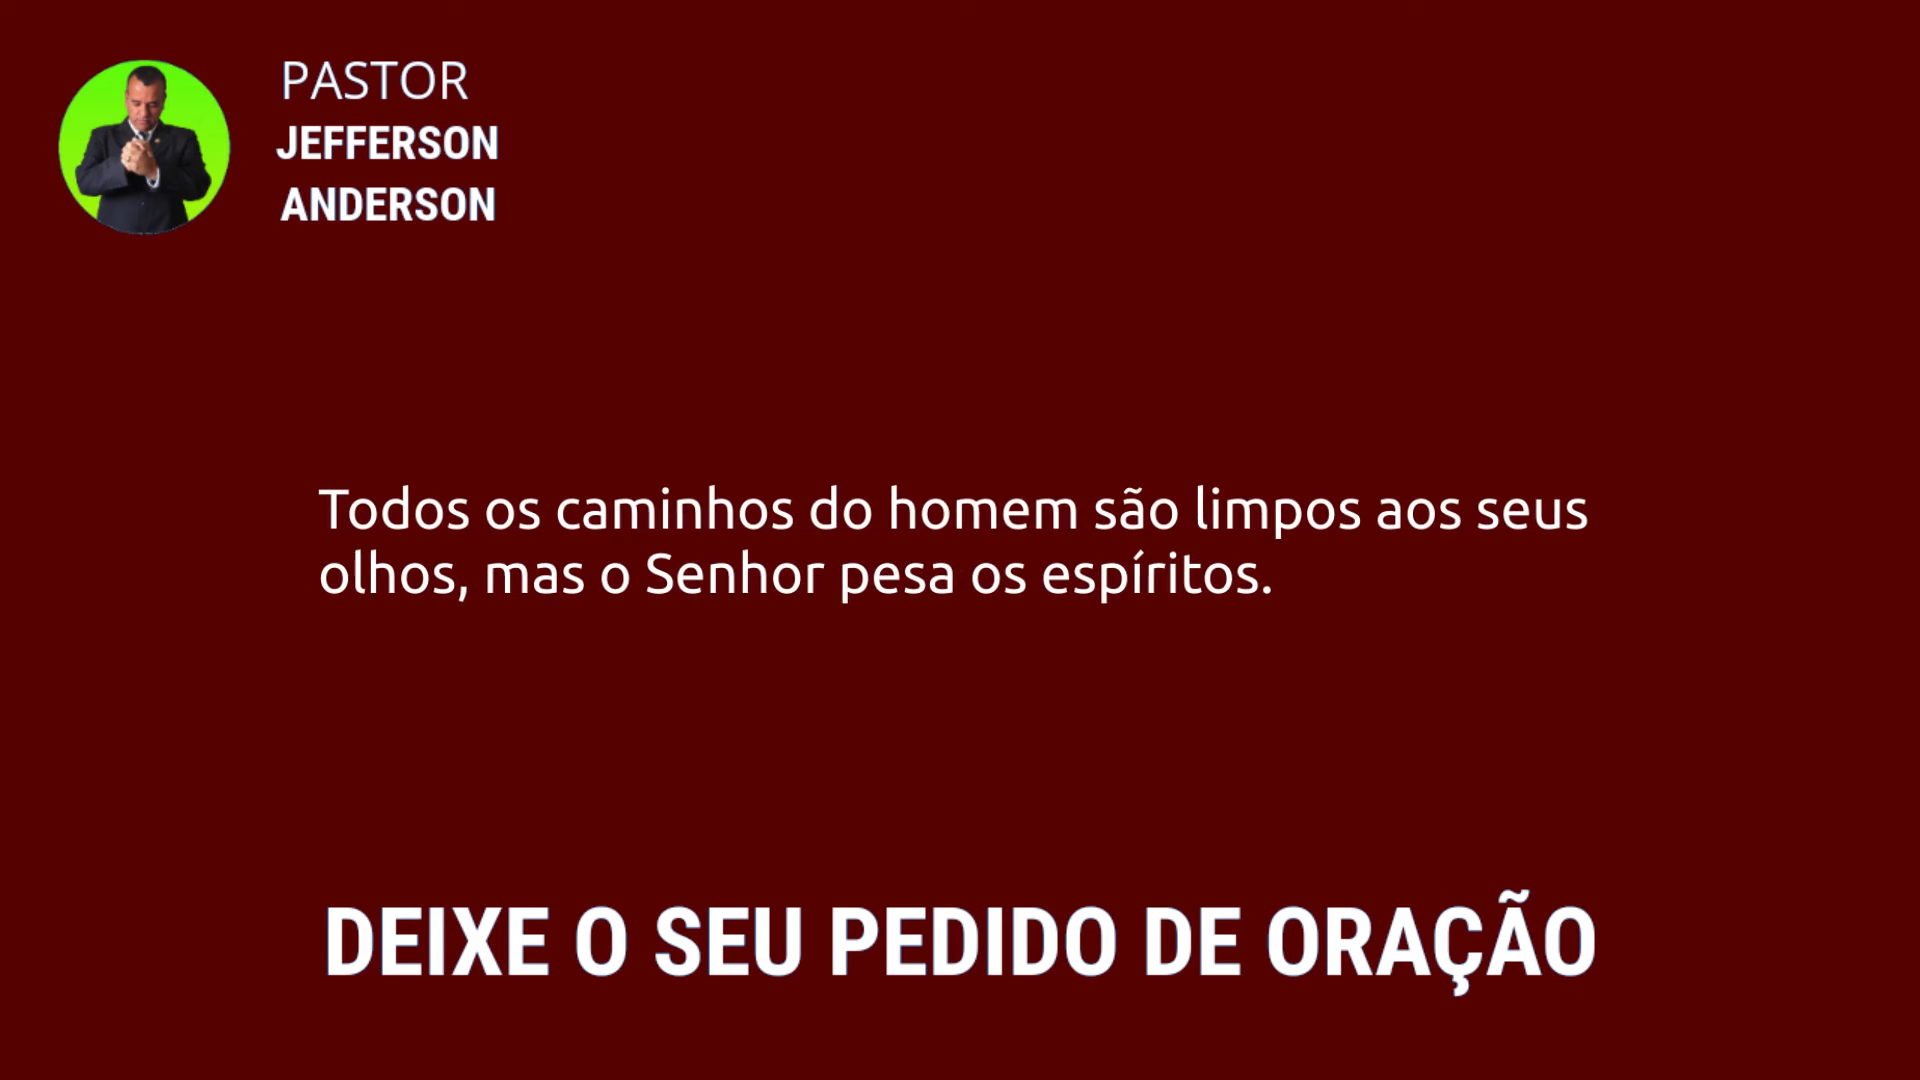 PASTOR
JEFFERSON
ANDERSON
Todos os caminhos do homem são limpos aos seus
olhos, mas o Senhor pesa os espíritos.
DEIXE O SEU PEDIDO DE ORAÇÃO